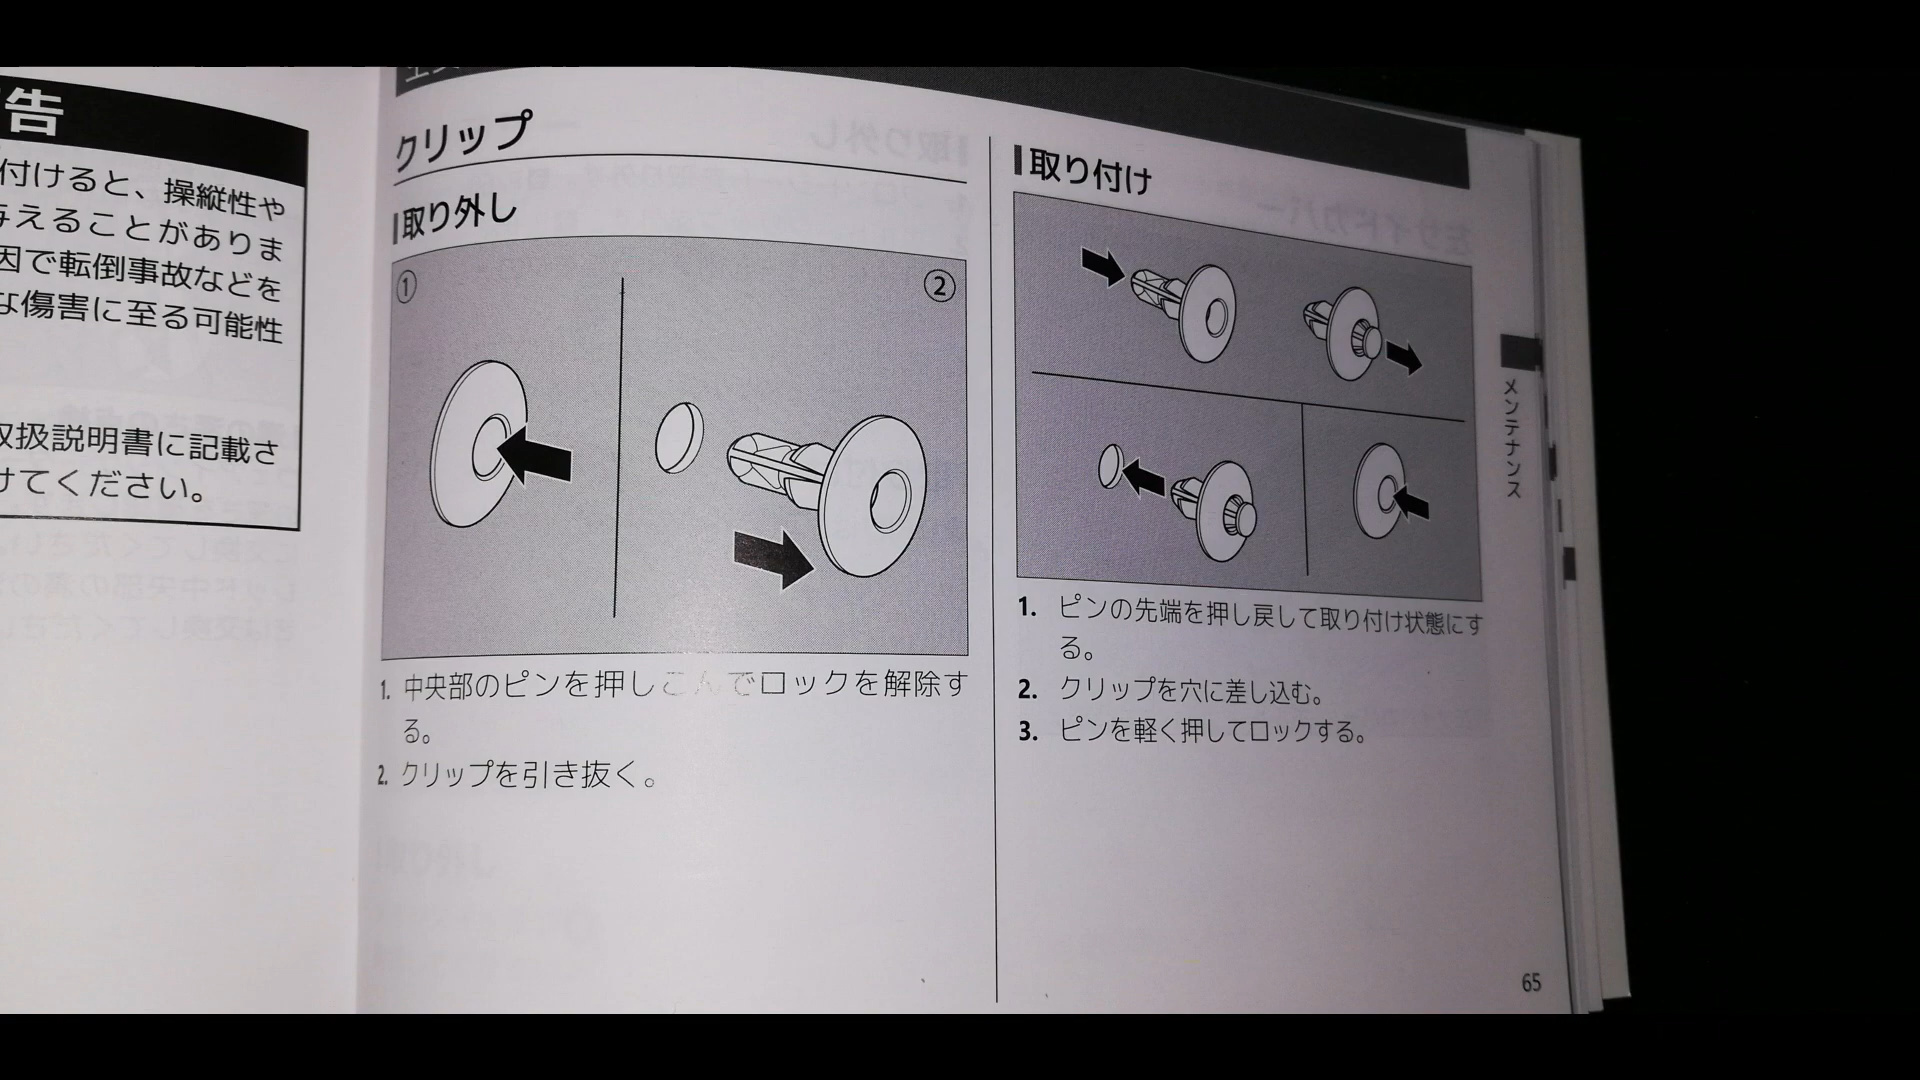 告
付けると、操縦性や
与えることがありま
因で転倒事故などを
な傷害に至る可能性
取扱説明書に記載さ
けてください。
クリップ
取り外し
① ②
1. 中央部のピンを押しこんでロックを解除す
る。
2. クリップを引き抜く。
取り付け
1. ピンの先端を押し戻して取り付け状態にす
る。
2. クリップを穴に差し込む。
3. ピンを軽く押してロックする。
メンテナンス
65